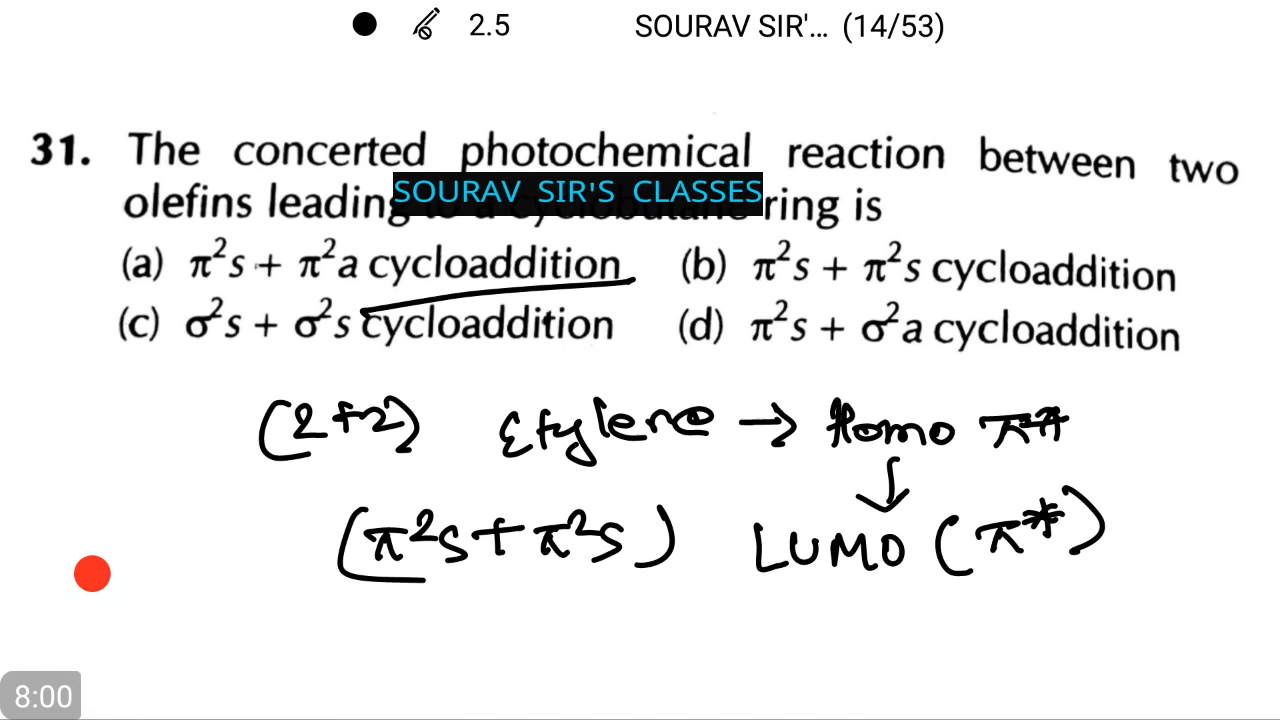 2.5 SOURAV SIR'... (14/53)
31. The concerted photochemical reaction between two
SOURAV SIR'S CLASSES
olefins leading to a cyclobutane ring is
(a) π²s + π²a cycloaddition (b) π²s + π²s cycloaddition
(c) σ²s + σ²s cycloaddition (d) π²s + σ²a cycloaddition
(2+2) Etylene → Homo
(π²s + π²s) LUMO (π*)
8:00